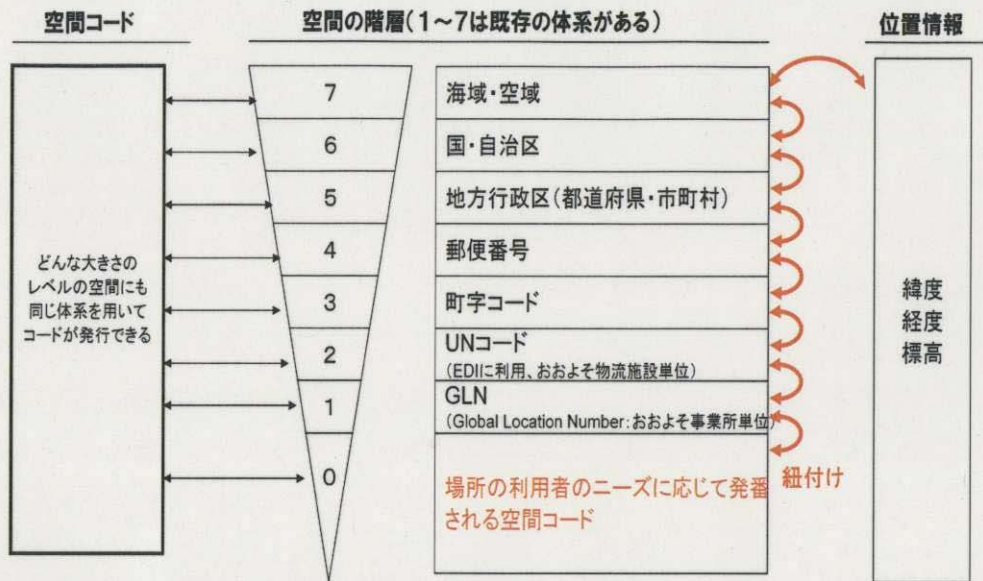 空間コード
空間の階層(1～7は既存の体系がある)
位置情報
どんな大きさの
レベルの空間にも
同じ体系を用いて
コードが発行できる
7
海域・空域
6
国・自治区
5
地方行政区(都道府県・市町村)
4
郵便番号
3
町字コード
2
UNコード
(EDIに利用、おおよそ物流施設単位)
1
GLN
(Global Location Number:おおよそ事業所単位)
0
場所の利用者のニーズに応じて発番
される空間コード
紐付け
緯度
経度
標高